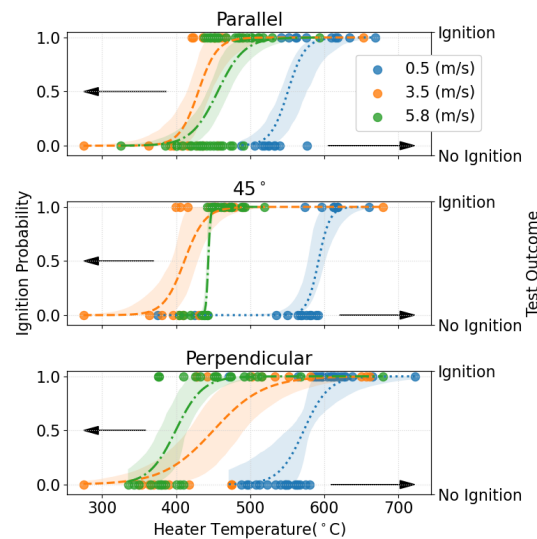 Parallel
1.0
0.5
0.0
Ignition
No Ignition
0.5 (m/s)
3.5 (m/s)
5.8 (m/s)
45°
1.0
0.5
0.0
Ignition
No Ignition
Ignition Probability
Test Outcome
Perpendicular
1.0
0.5
0.0
Ignition
No Ignition
300 400 500 600 700
Heater Temperature(°C)